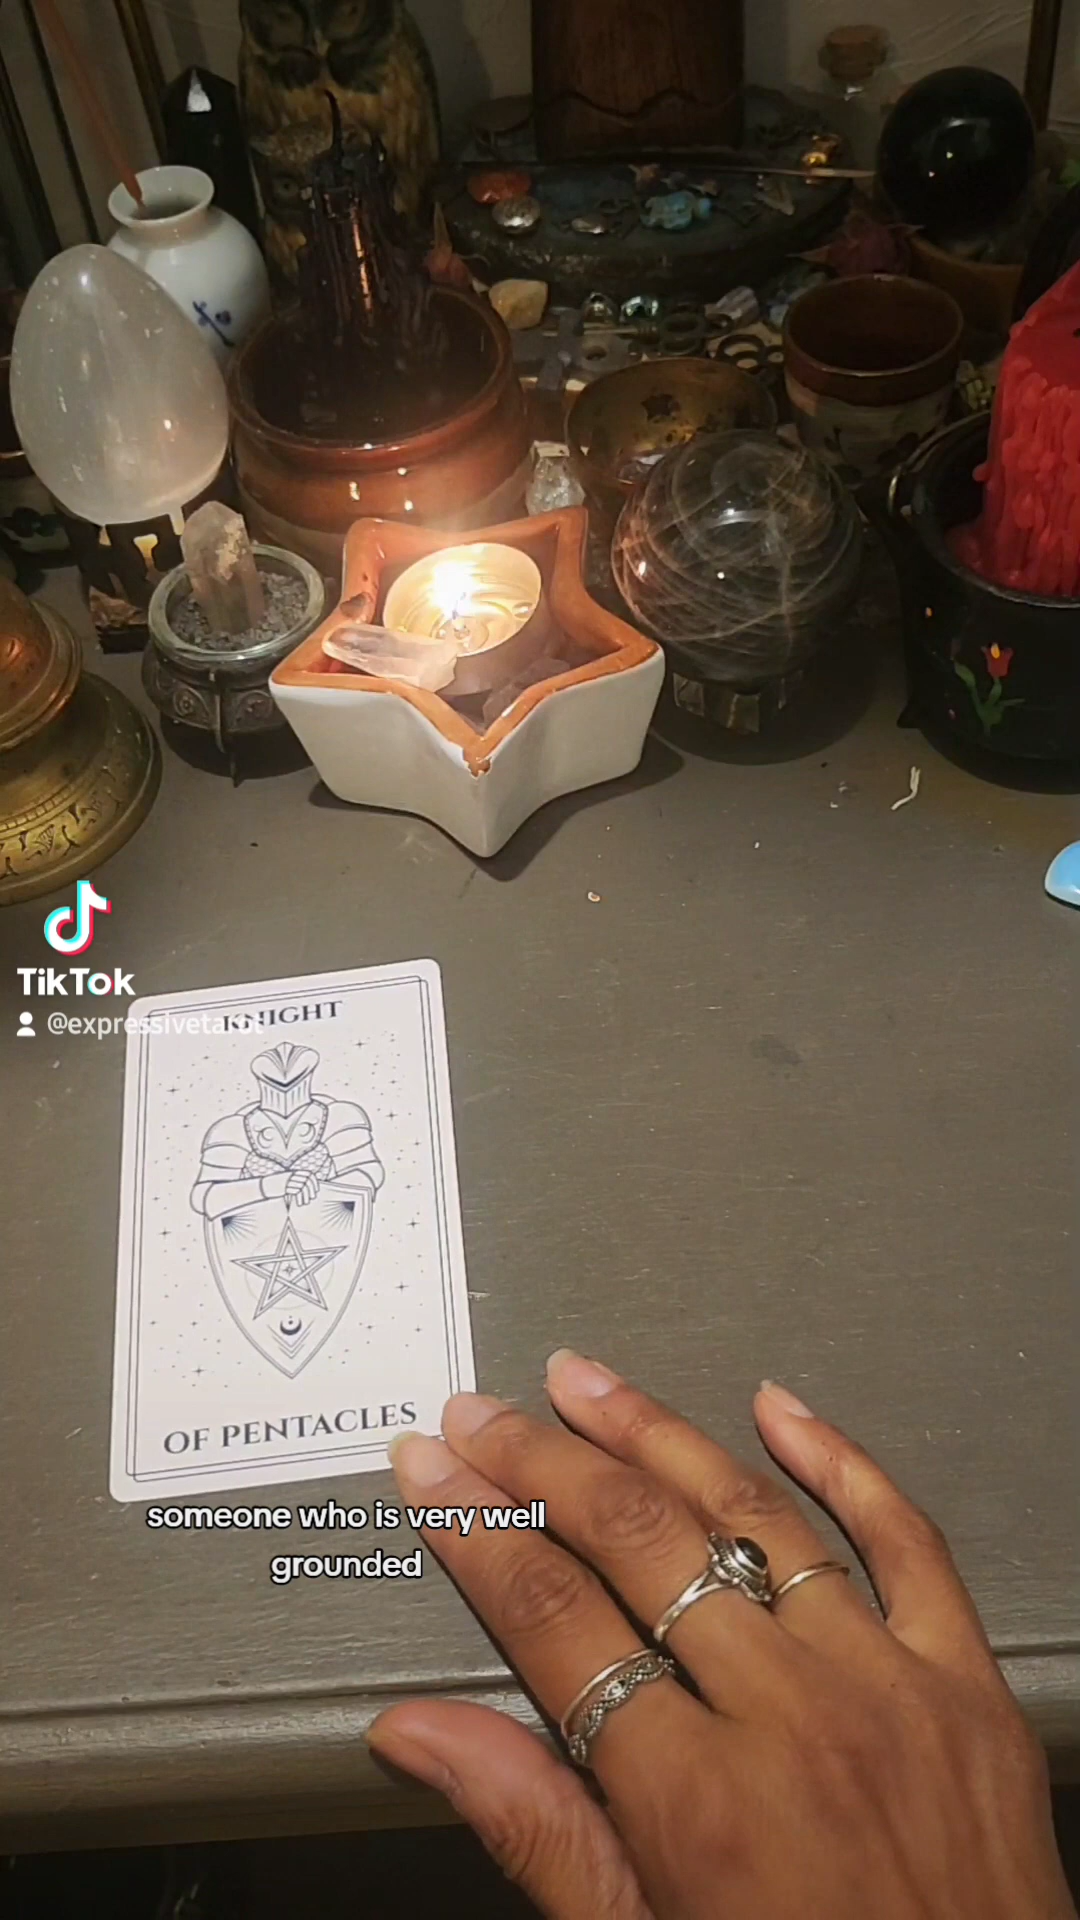 TikTok
@expressivetarot
KNIGHT
OF PENTACLES
someone who is very well
grounded